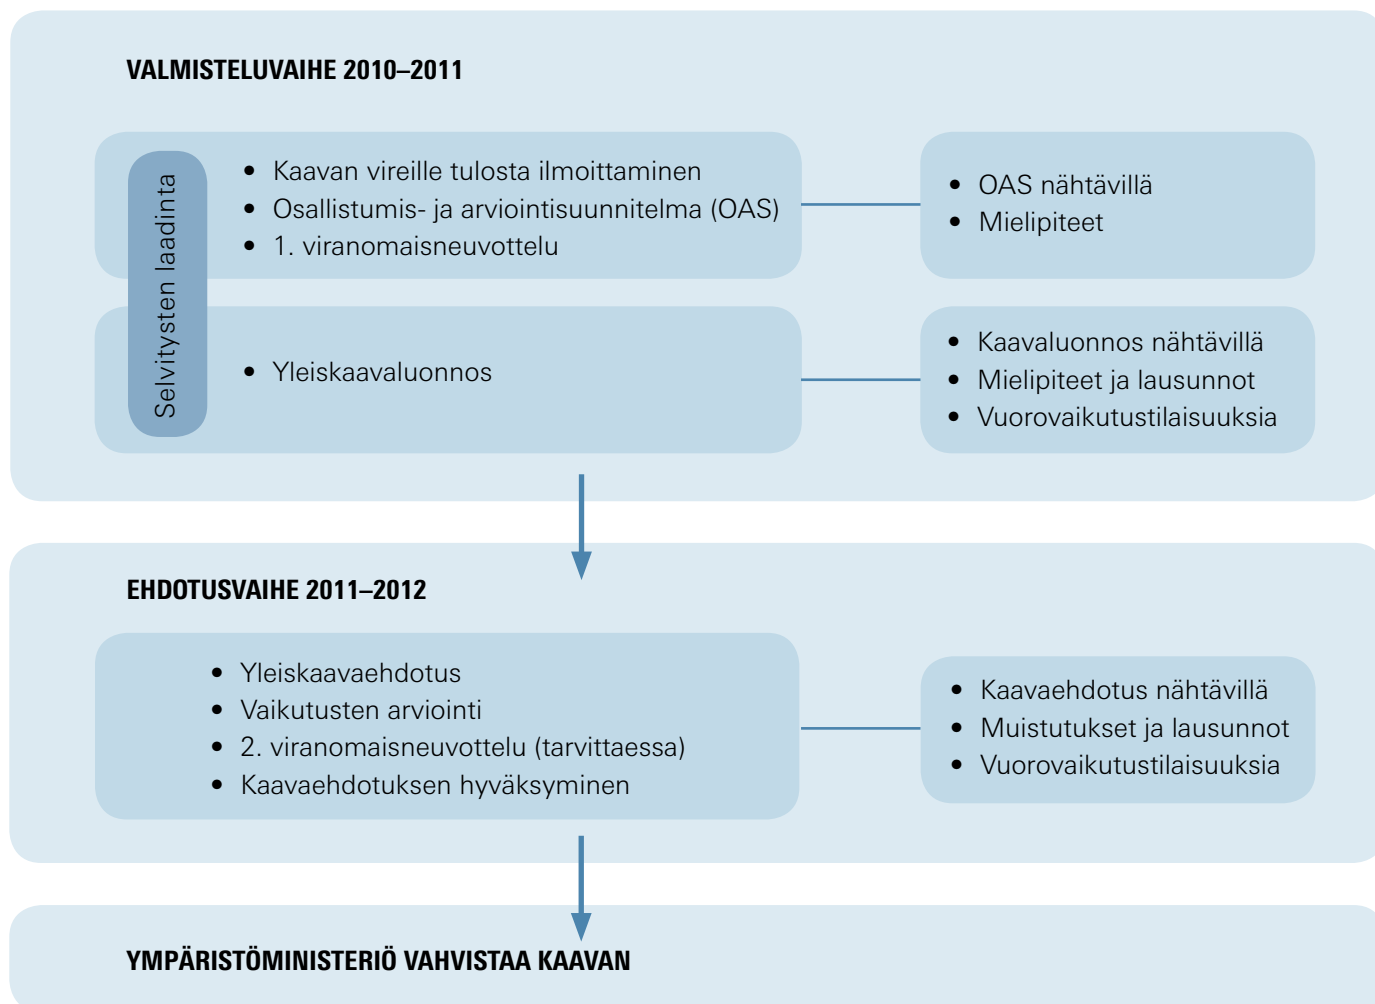 VALMISTELUVAIHE 2010–2011
Selvitysten laadinta
• Kaavan vireille tulosta ilmoittaminen
• Osallistumis- ja arviointisuunnitelma (OAS)
• 1. viranomaisneuvottelu
• OAS nähtävillä
• Mielipiteet
• Yleiskaavaluonnos
• Kaavaluonnos nähtävillä
• Mielipiteet ja lausunnot
• Vuorovaikutustilaisuuksia
EHDOTUSVAIHE 2011–2012
• Yleiskaavaehdotus
• Vaikutusten arviointi
• 2. viranomaisneuvottelu (tarvittaessa)
• Kaavaehdotuksen hyväksyminen
• Kaavaehdotus nähtävillä
• Muistutukset ja lausunnot
• Vuorovaikutustilaisuuksia
YMPÄRISTÖMINISTERIÖ VAHVISTAA KAAVAN